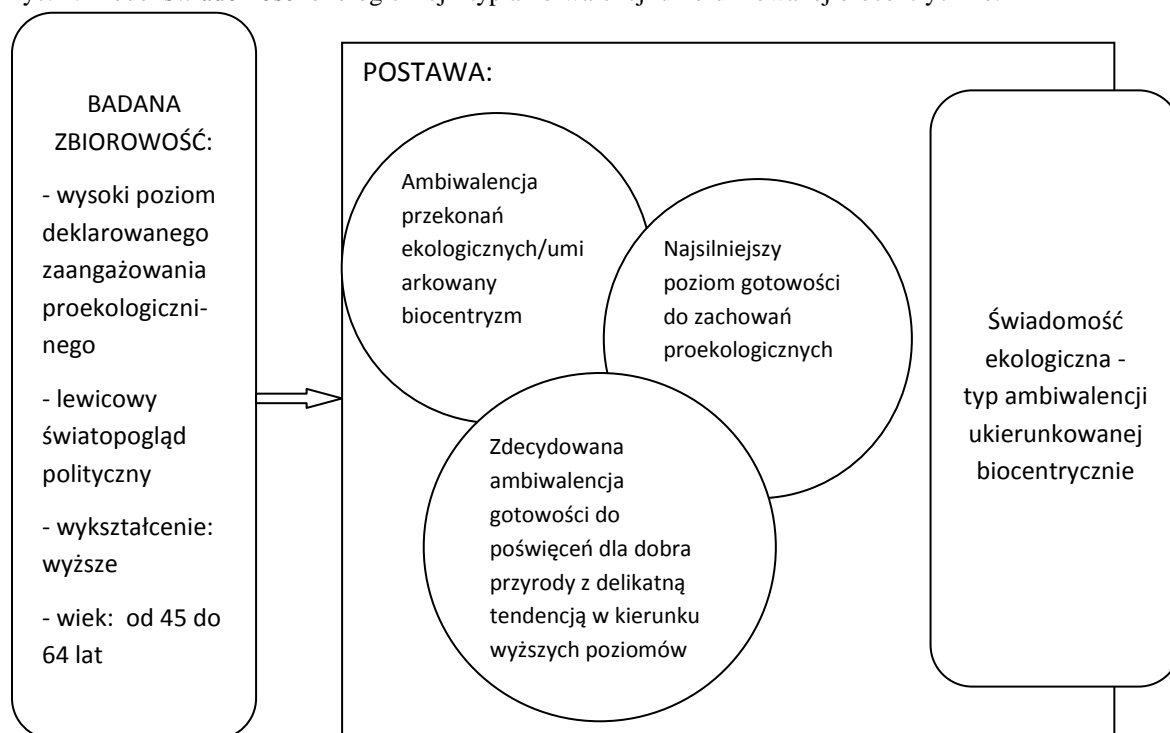 BADANA
ZBIOROWOŚĆ:
- wysoki poziom
deklarowanego
zaangażowania
proekologiczni-
nego
- lewicowy
światopogląd
polityczny
- wykształcenie:
wyższe
- wiek: od 45 do
64 lat
POSTAWA:
Ambiwalencja
przekonań
ekologicznych/umi
arkowany
biocentryzm
Najsilniejszy
poziom gotowości
do zachowań
proekologicznych
Zdecydowana
ambiwalencja
gotowości do
poświęceń dla dobra
przyrody z delikatną
tendencją w kierunku
wyższych poziomów
Świadomość
ekologiczna -
typ ambiwalencji
ukierunkowanej
biocentrycznie